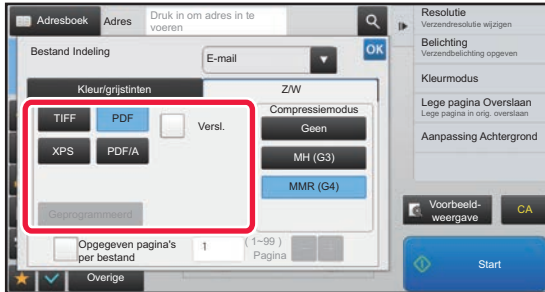 Adresboek
Adres
Druk in om adres in te
voeren
Bestand Indeling
E-mail
OK
Kleur/grijstinten
Z/W
TIFF
PDF
Versl.
XPS
PDF/A
Geprogrammeerd
Compressiemodus
Geen
MH (G3)
MMR (G4)
Opgegeven pagina's
per bestand
1
(1~99)
Pagina
Overige
Resolutie
Verzendresolutie wijzigen
Belichting
Verzendbelichting opgeven
Kleurmodus
Lege pagina Overslaan
Lege pagina in orig. overslaan
Aanpassing Achtergrond
Voorbeeld-
weergave
CA
Start